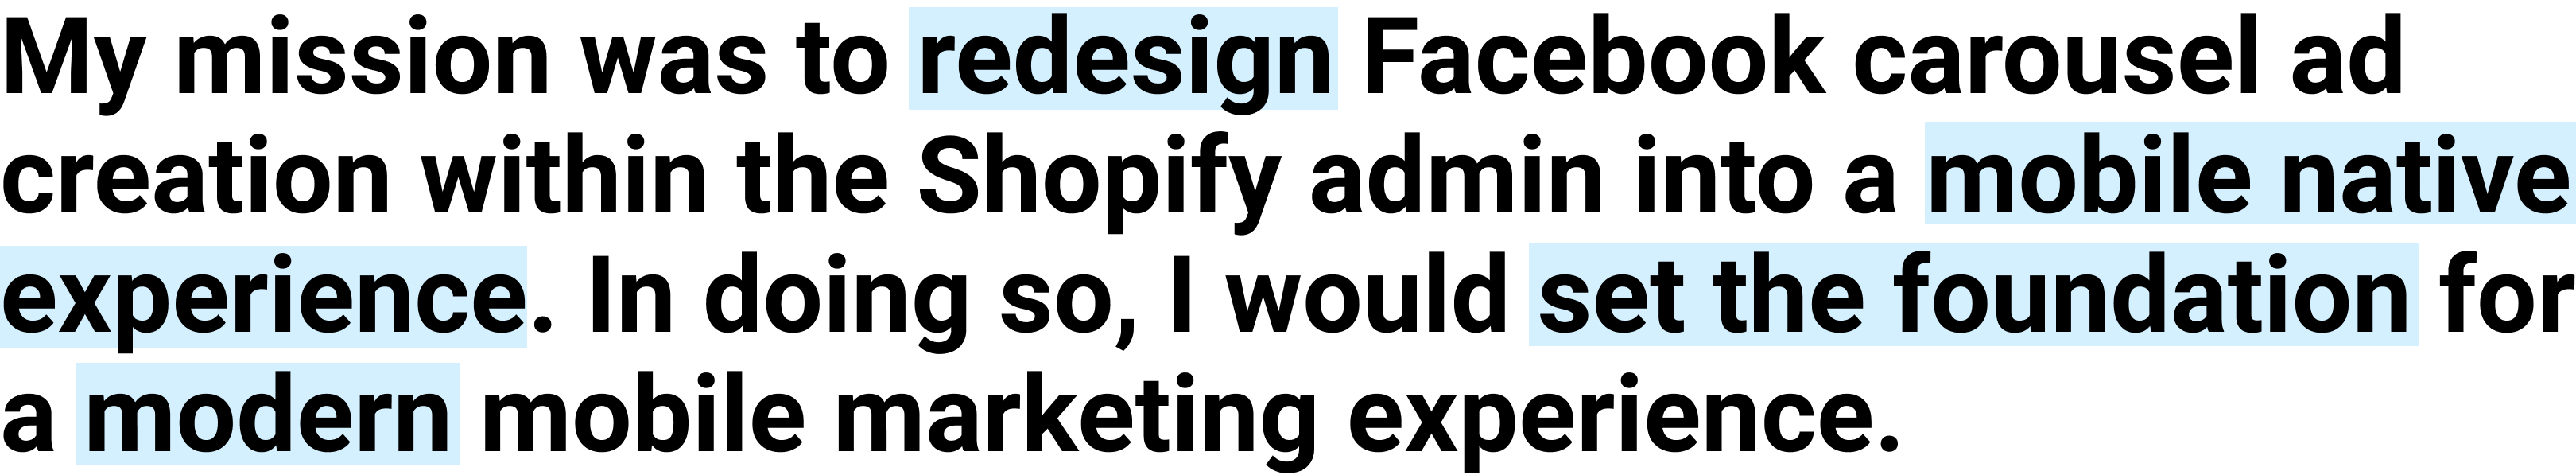 My mission was to redesign Facebook carousel ad
creation within the Shopify admin into a mobile native
experience. In doing so, I would set the foundation for
a modern mobile marketing experience.